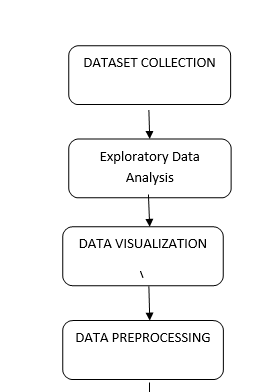 DATASET COLLECTION
Exploratory Data
Analysis
DATA VISUALIZATION
\
DATA PREPROCESSING